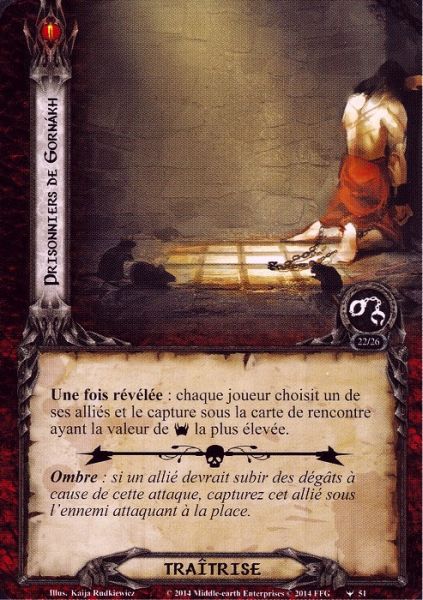 PRISONNIERS DE GORNÁKH
22/26
Une fois révélée : chaque joueur choisit un de
ses alliés et le capture sous la carte de rencontre
ayant la valeur de la plus élevée.
Ombre : si un allié devrait subir des dégâts à
cause de cette attaque, capturez cet allié sous
l'ennemi attaquant à la place.
TRAÎTRISE
Illus. Kaija Rudkiewicz © 2014 Middle-earth Enterprises © 2014 FFG 51